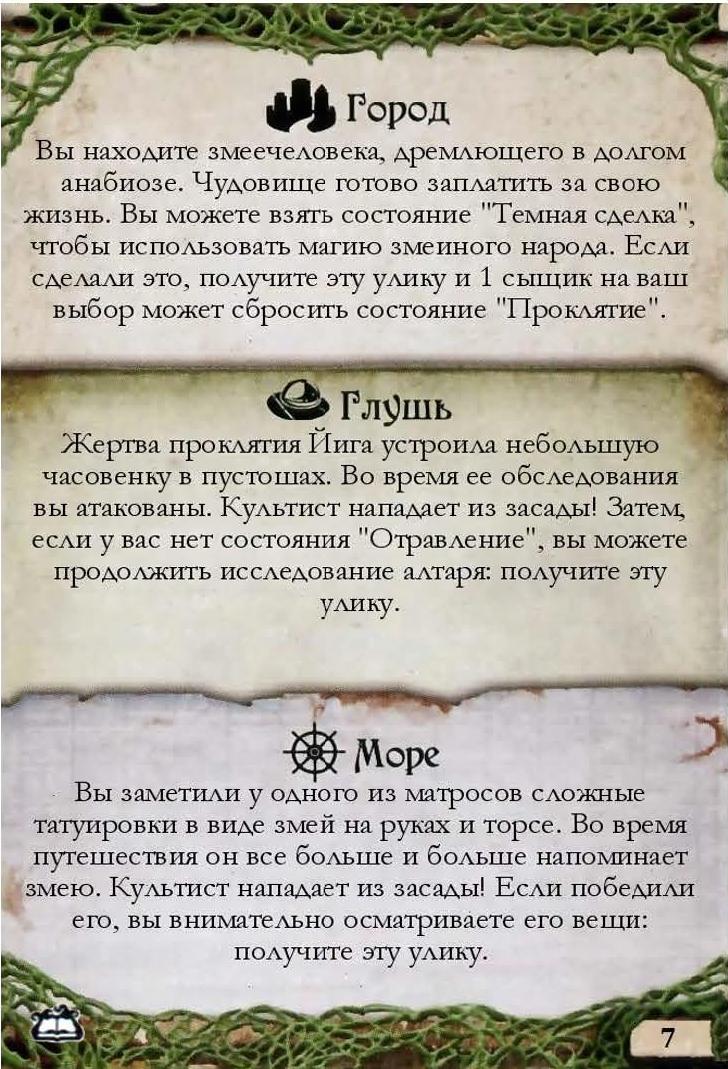 Город
Вы находите змеечеловека, дремлющего в долгом
анабиозе. Чудовище готово заплатить за свою
жизнь. Вы можете взять состояние "Темная сделка",
чтобы использовать магию змеиного народа. Если
сделали это, получите эту улику и 1 сыщик на ваш
выбор может сбросить состояние "Проклятие".
Глушь
Жертва проклятия Йига устроила небольшую
часовенку в пустошах. Во время ее обследования
вы атакованы. Культист нападает из засады! Затем,
если у вас нет состояния "Отравление", вы можете
продолжить исследование алтаря: получите эту
улику.
Море
Вы заметили у одного из матросов сложные
татуировки в виде змей на руках и торсе. Во время
путешествия он все больше и больше напоминает
змею. Культист нападает из засады! Если победили
его, вы внимательно осматриваете его вещи:
получите эту улику.
7